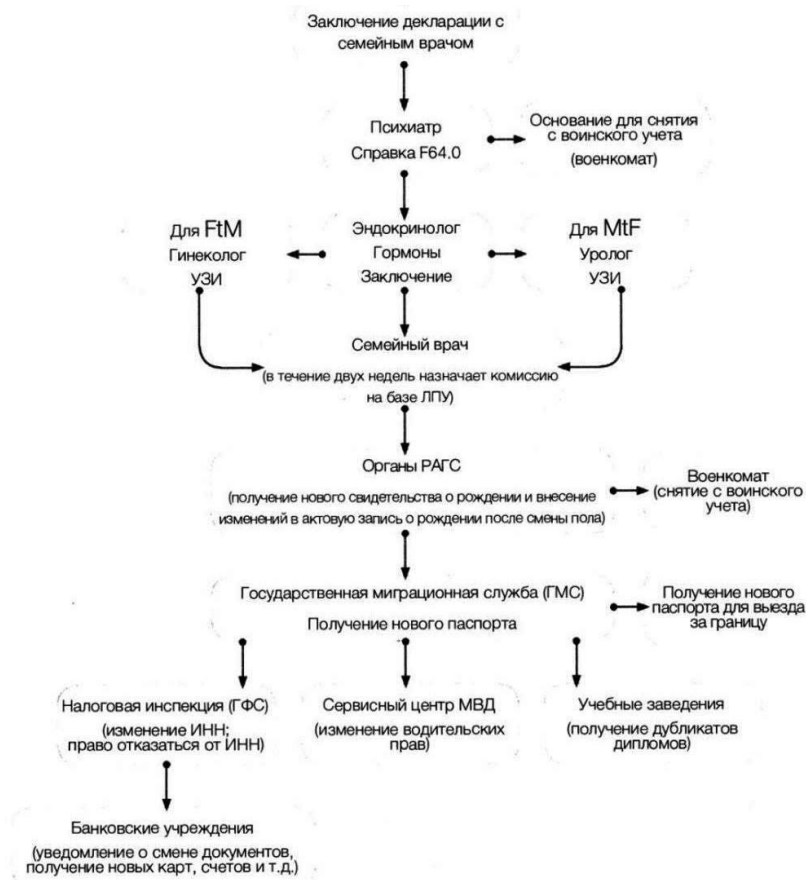 Заключение декларации с
семейным врачом
Психиатр
Справка F64.0
Основание для снятия
с воинского учета
(военкомат)
Для FtM
Гинеколог
УЗИ
Эндокринолог
Гормоны
Заключение
Для MtF
Уролог
УЗИ
Семейный врач
(в течение двух недель назначает комиссию
на базе ЛПУ)
Органы РАГС
(получение нового свидетельства о рождении и внесение
изменений в актовую запись о рождении после смены пола)
Военкомат
(снятие с воинского
учета)
Государственная миграционная служба (ГМС)
Получение нового паспорта
Получение нового
паспорта для выезда
за границу
Налоговая инспекция (ГФС)
(изменение ИНН;
право отказаться от ИНН)
Сервисный центр МВД
(изменение водительских
прав)
Учебные заведения
(получение дубликатов
дипломов)
Банковские учреждения
(уведомление о смене документов,
получение новых карт, счетов и т.д.)